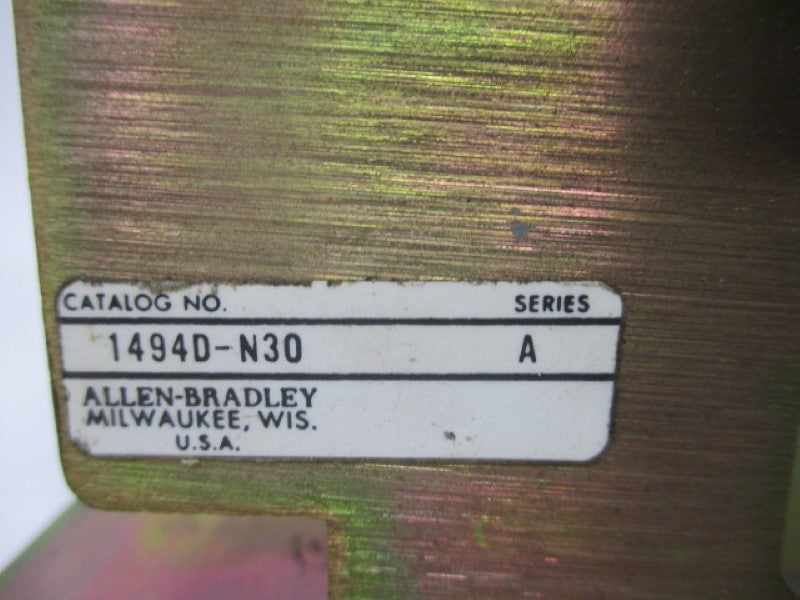 CATALOG NO. SERIES
1494D-N30 A
ALLEN-BRADLEY
MILWAUKEE, WIS.
U.S.A.